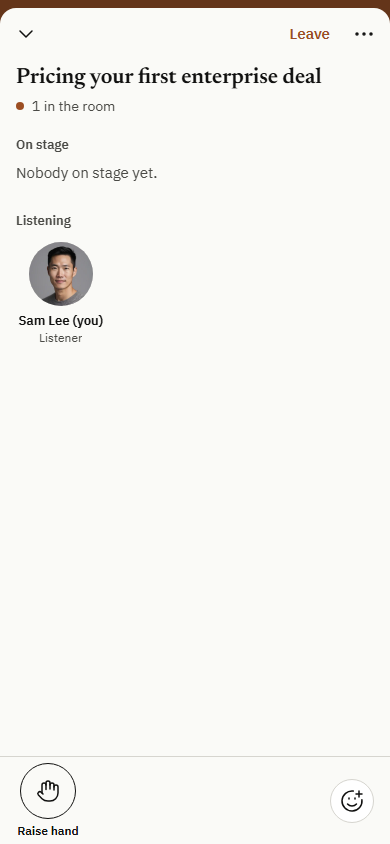 Leave
Pricing your first enterprise deal
1 in the room
On stage
Nobody on stage yet.
Listening
Sam Lee (you)
Listener
Raise hand